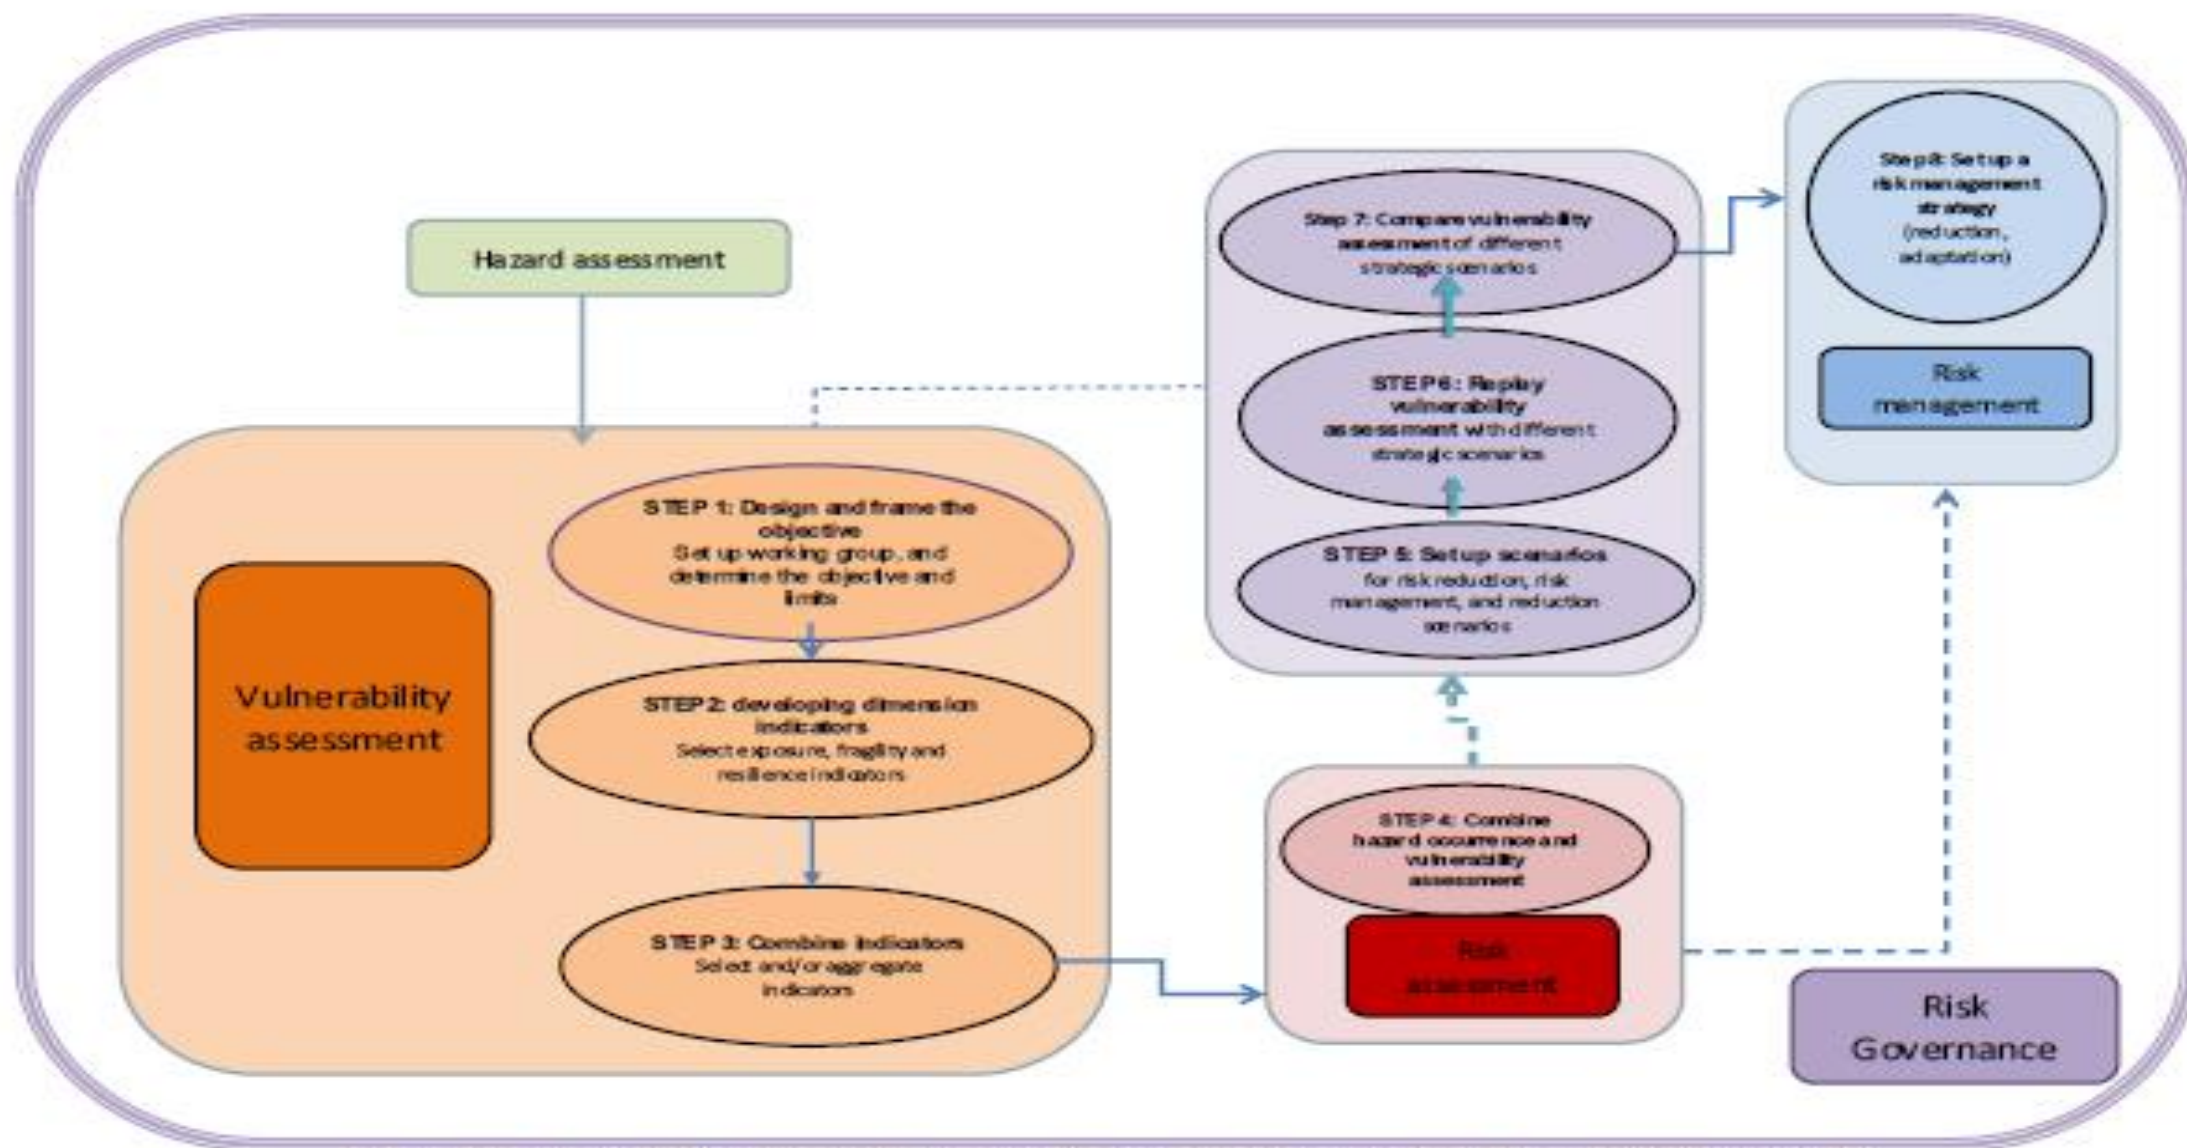 Hazard assessment
Vulnerability
assessment
STEP 1: Design and frame the
objective
Set up working group, and
determine the objective and
limits
STEP 2: developing dimension
indicators
Select exposure, fragility and
resilience indicators
STEP 3: Combine indicators
Select and/or aggregate
indicators
STEP 4: Combine
hazard occurrence and
vulnerability
assessment
Risk
assessment
STEP 5: Set up scenarios
for risk reduction, risk
management, and reduction
scenarios
STEP 6: Replay
vulnerability
assessment with different
strategic scenarios
Step 7: Compare vulnerability
assessment of different
strategic scenarios
Step 8: Set up a
risk management
strategy
(reduction,
adaptation)
Risk
management
Risk
Governance